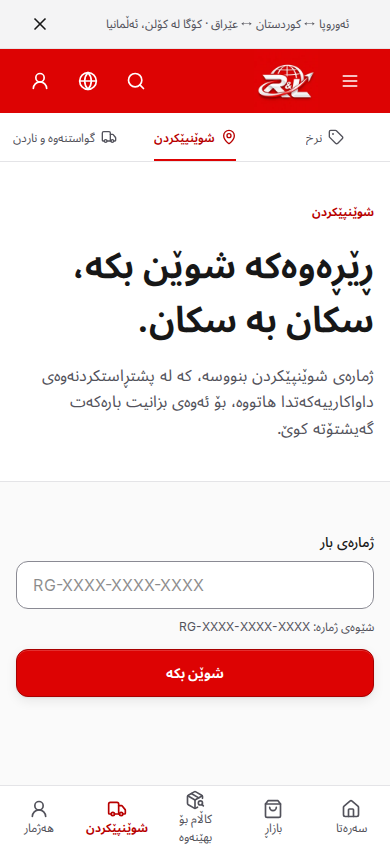 ئەوروپا ↔ کوردستان ↔ عێراق · کۆگا لە کۆڵن، ئەڵمانیا
R&L
نرخ
شوێنپێکردن
گواستنەوە و ناردن
شوێنپێکردن
ڕێڕەوەکە شوێن بکە،
سکان بە سکان.
ژمارەی شوێنپێکردن بنووسە، کە لە پشتڕاستکردنەوەی
داواکارییەکەتدا هاتووە، بۆ ئەوەی بزانیت بارەکەت
گەیشتۆتە کوێ.
ژمارەی بار
RG-XXXX-XXXX-XXXX
شێوەی ژمارە: RG-XXXX-XXXX-XXXX
شوێن بکە
سەرەتا
بازاڕ
کاڵام بۆ
بهێنەوە
شوێنپێکردن
هەژمار